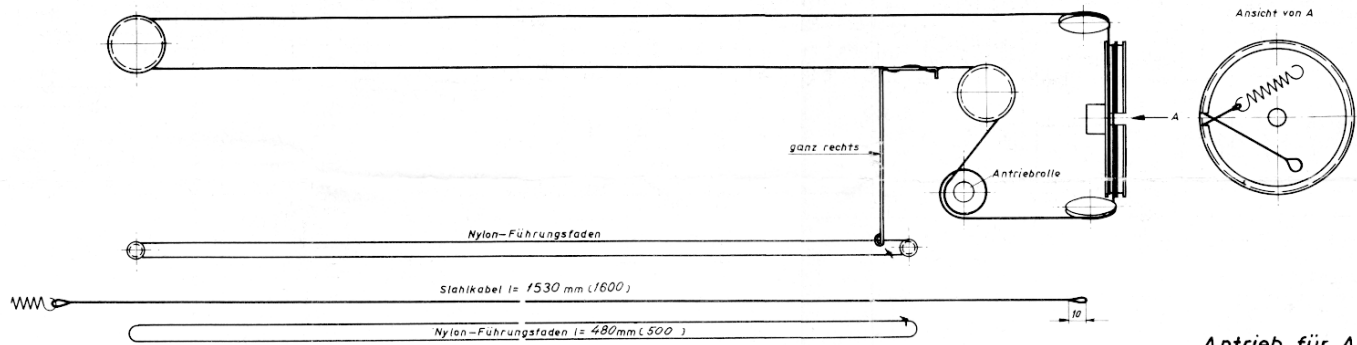 Ansicht von A
A
ganz rechts
Antriebrolle
Nylon-Führungsfaden
Stahlkabel l= 1530 mm (1600)
10
Nylon-Führungsfaden l= 480mm (500)
Antrieb für A